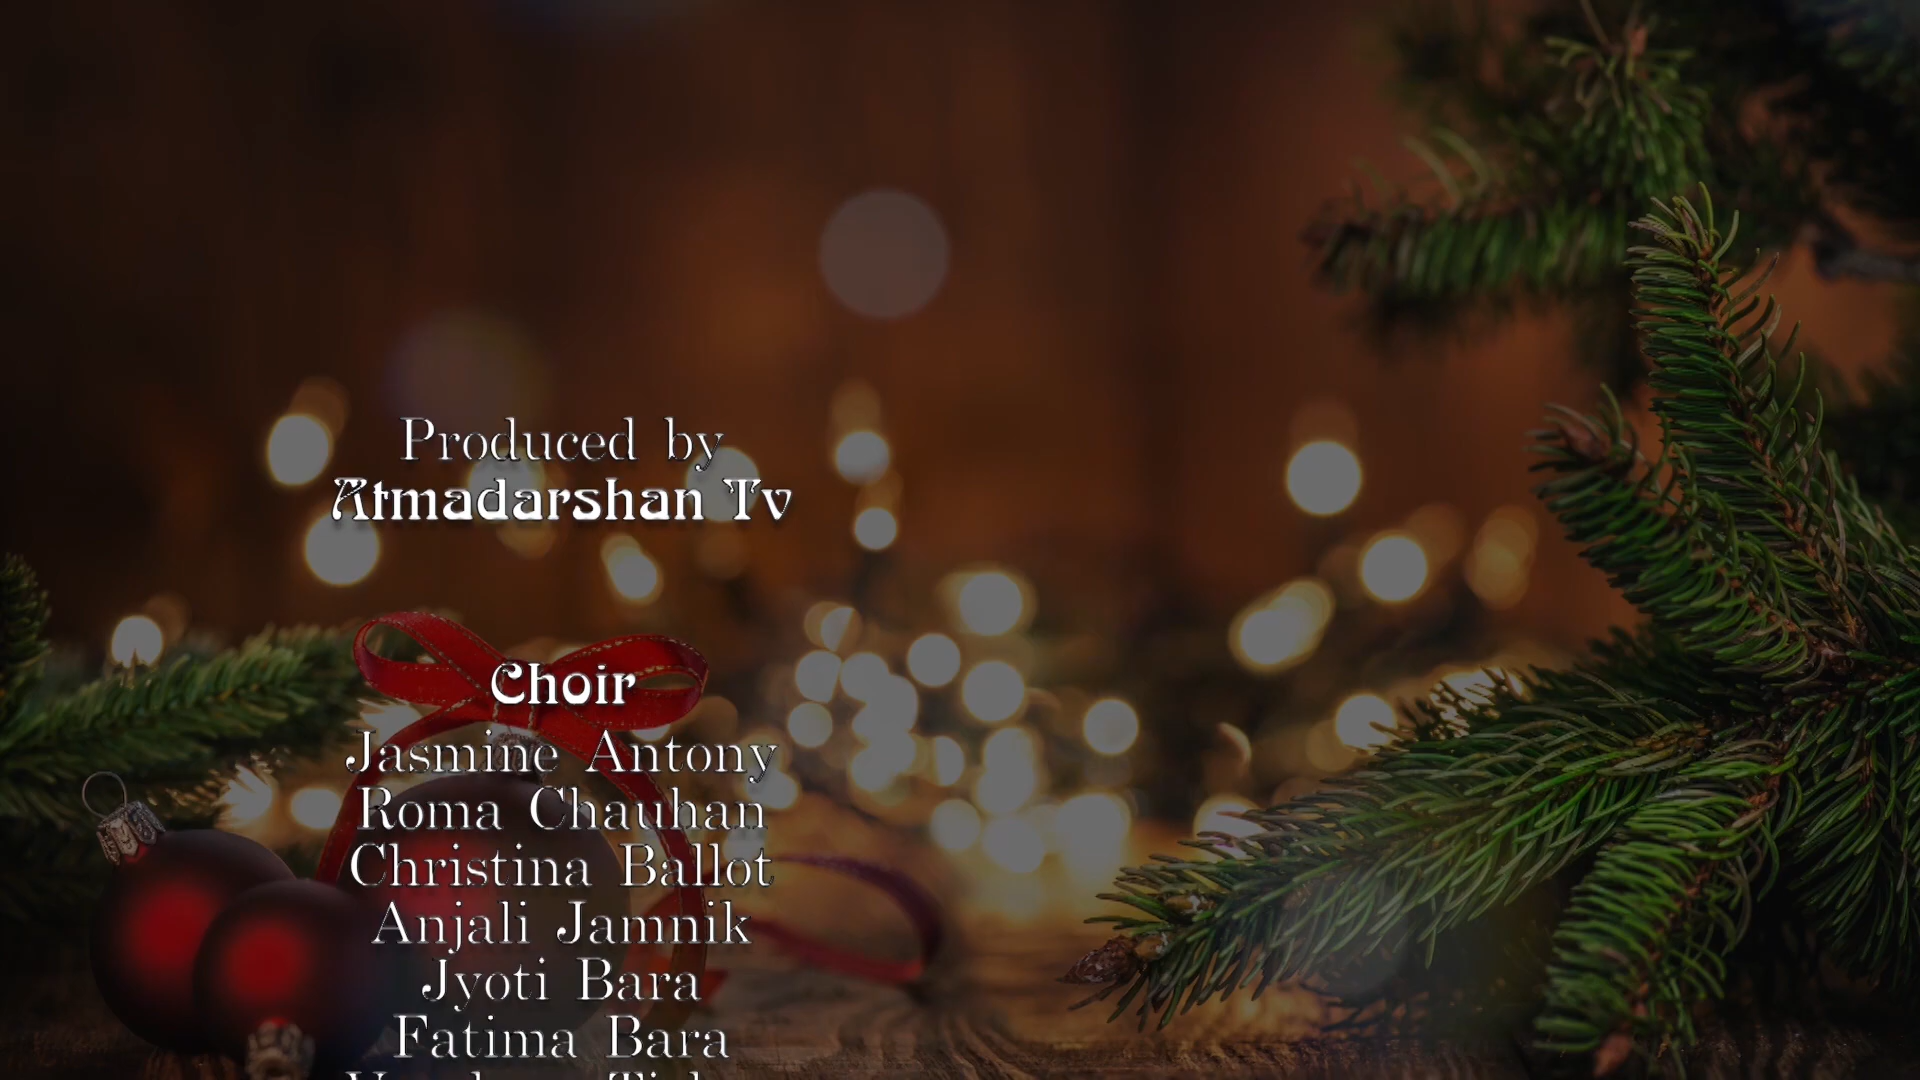 Produced by
Atmadarshan Tv
Choir
Jasmine Antony
Roma Chauhan
Christina Ballot
Anjali Jamnik
Jyoti Bara
Fatima Bara